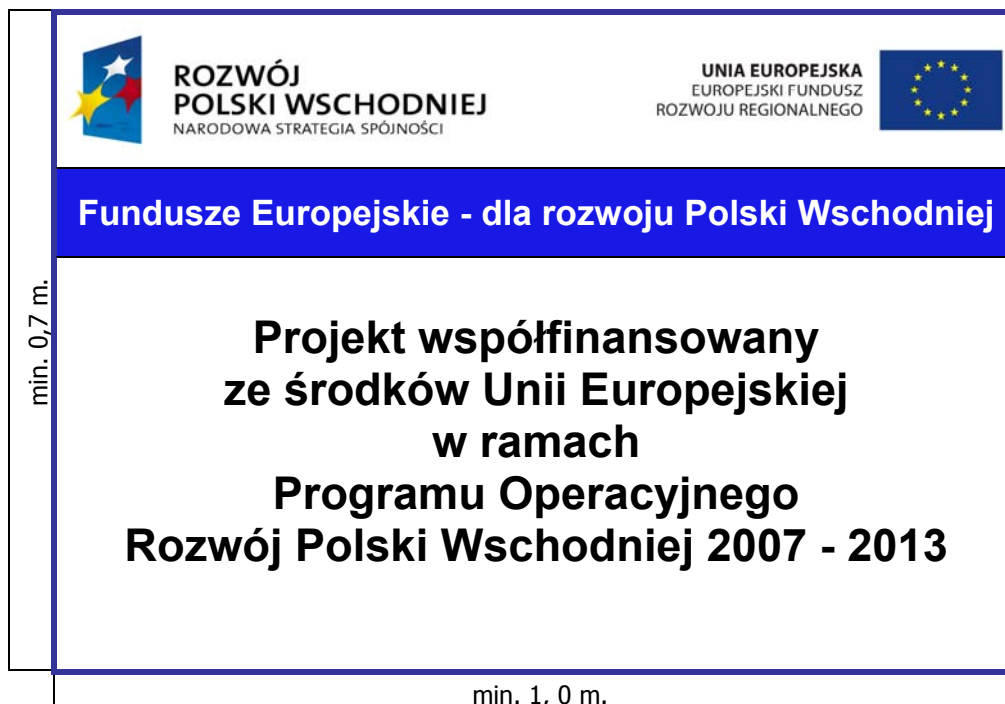 ROZWÓJ
POLSKI WSCHODNIEJ
NARODOWA STRATEGIA SPÓJNOŚCI
UNIA EUROPEJSKA
EUROPEJSKI FUNDUSZ
ROZWOJU REGIONALNEGO
Fundusze Europejskie - dla rozwoju Polski Wschodniej
min. 0,7 m.
Projekt współfinansowany
ze środków Unii Europejskiej
w ramach
Programu Operacyjnego
Rozwój Polski Wschodniej 2007 - 2013
min. 1, 0 m.